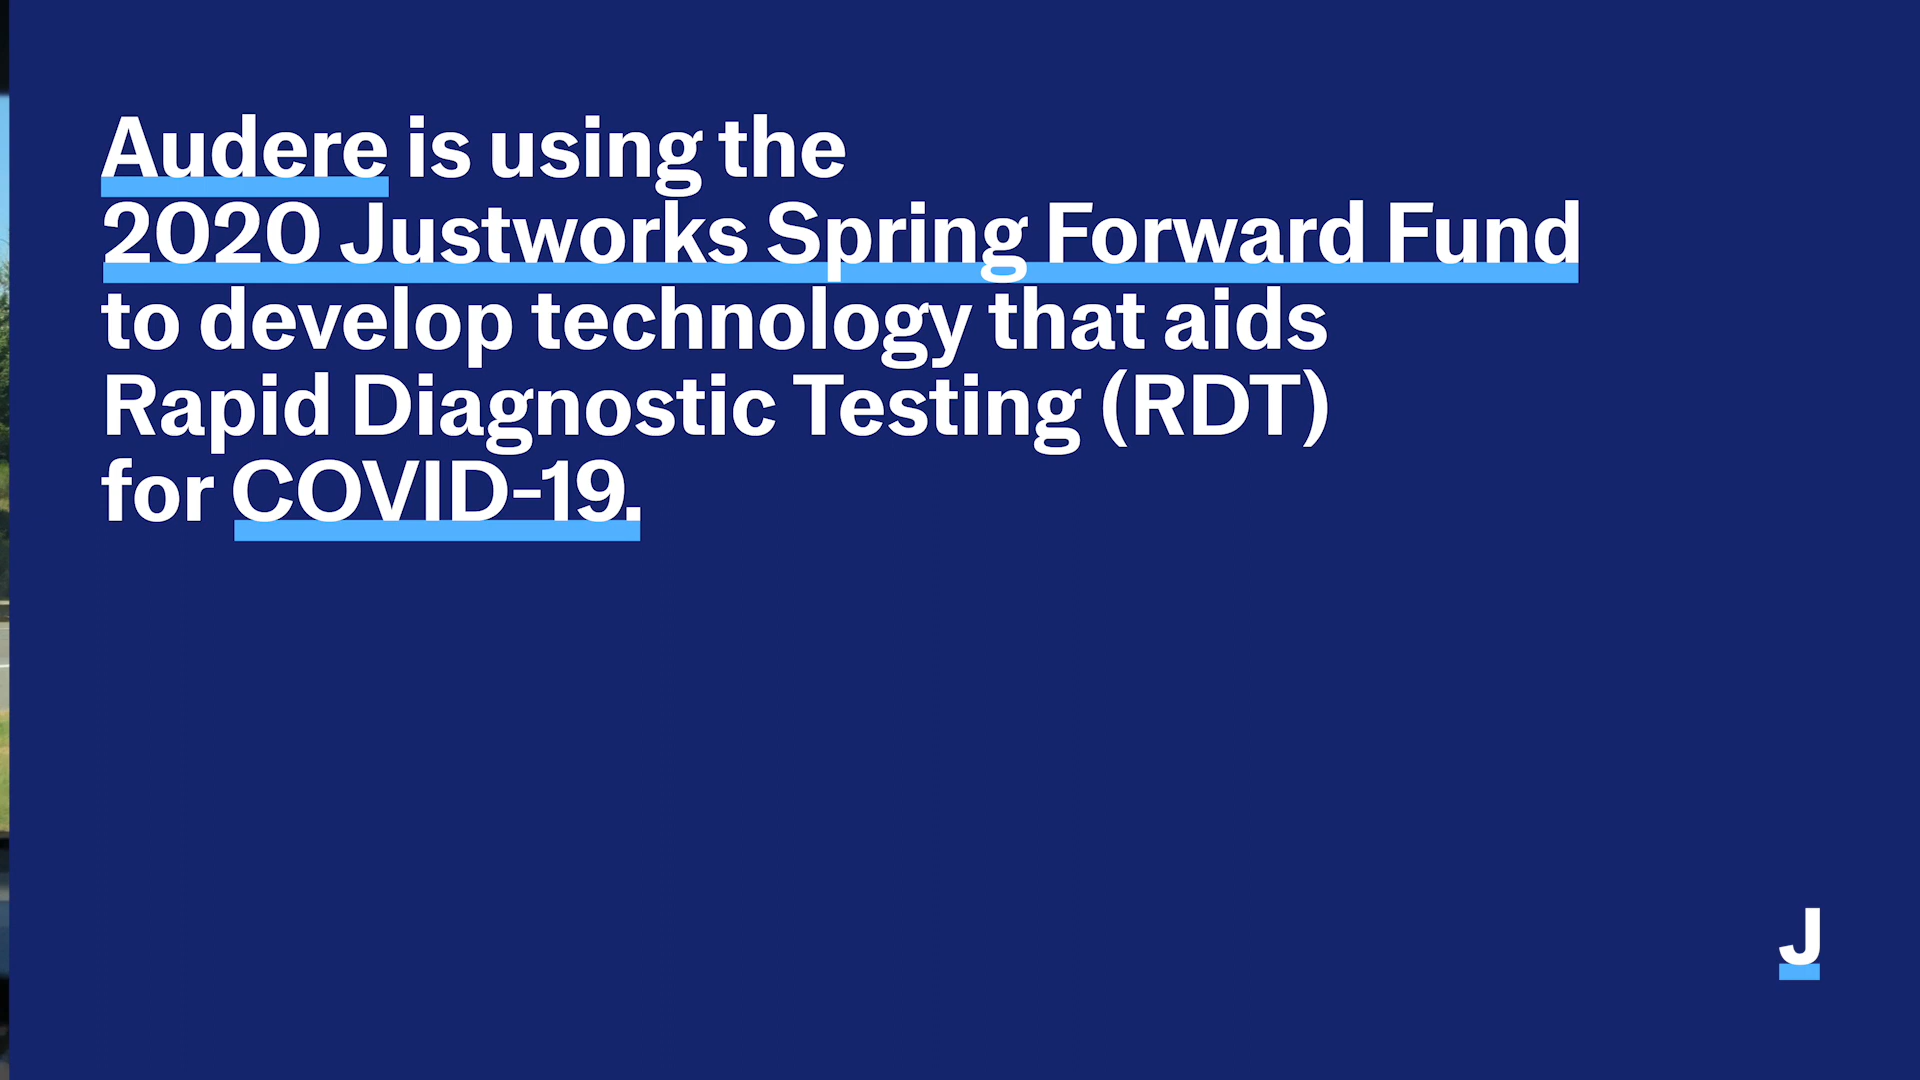 Audere is using the
2020 Justworks Spring Forward Fund
to develop technology that aids
Rapid Diagnostic Testing (RDT)
for COVID-19.
J